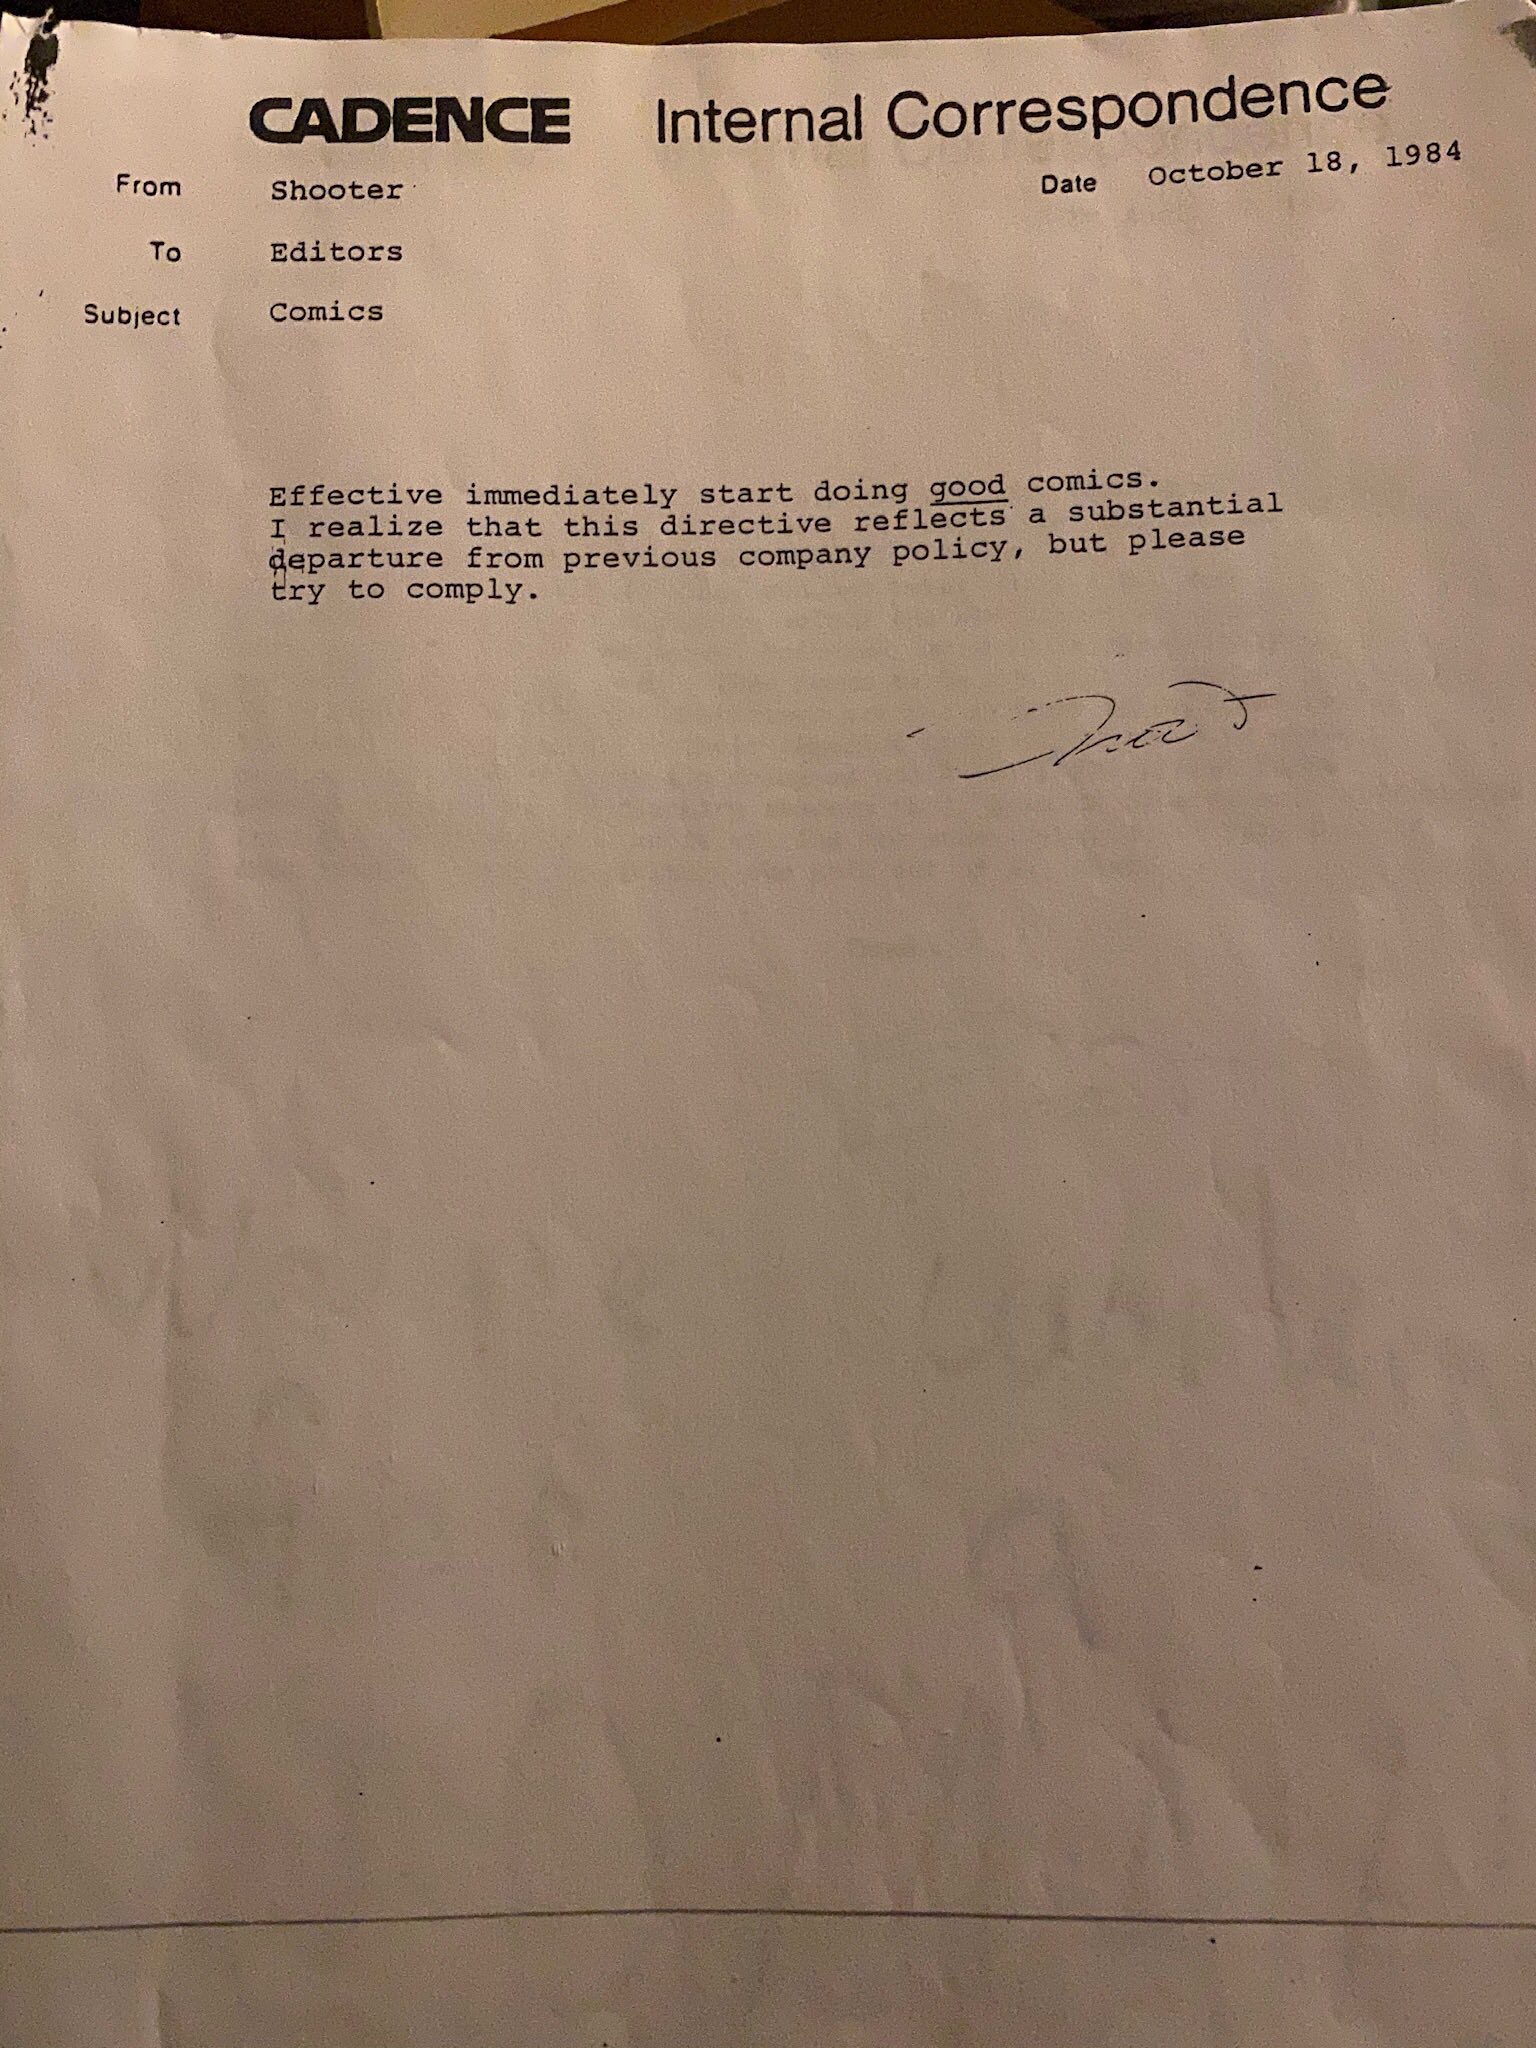 CADENCE Internal Correspondence
From Shooter Date October 18, 1984
To Editors
Subject Comics
Effective immediately start doing good comics.
I realize that this directive reflects a substantial
departure from previous company policy, but please
try to comply.